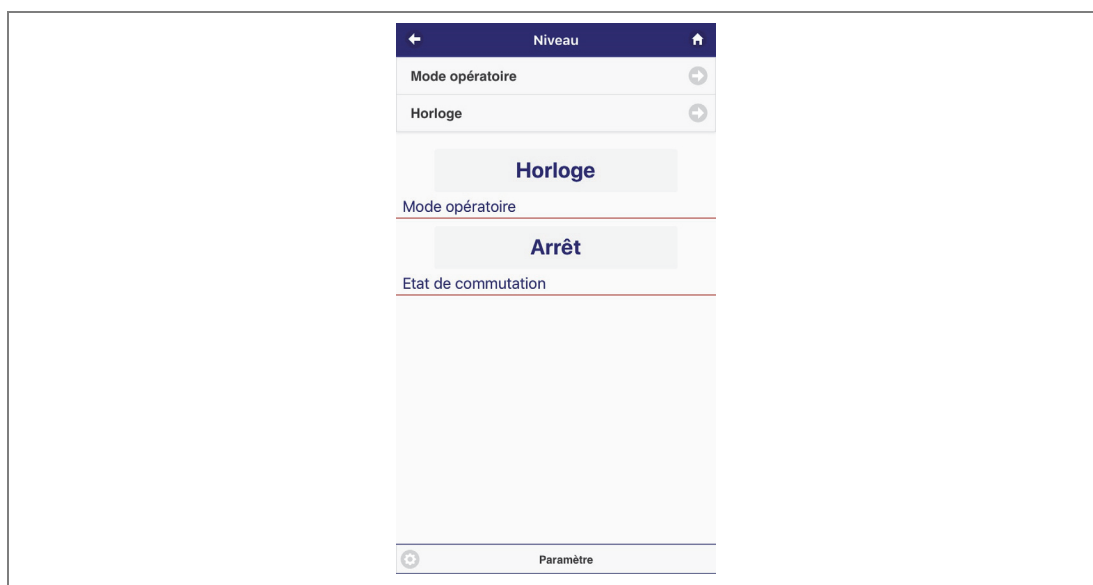 Niveau
Mode opératoire
Horloge
Horloge
Mode opératoire
Arrêt
Etat de commutation
Paramètre